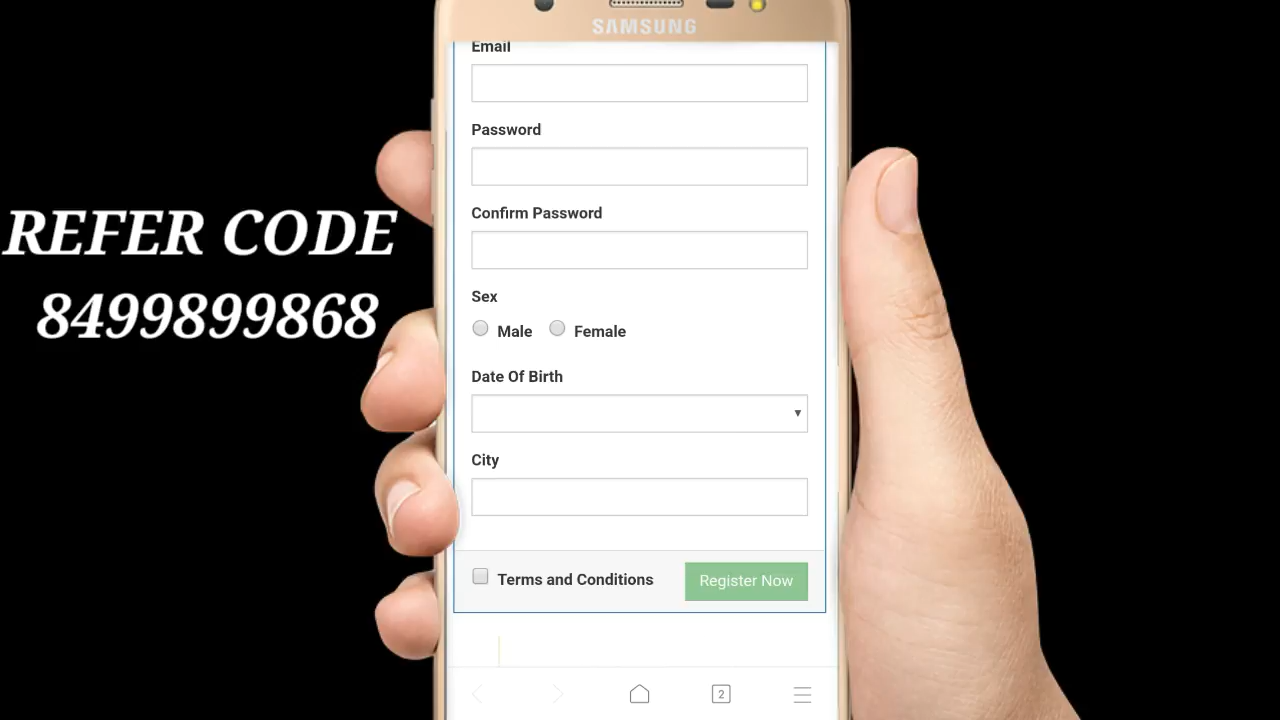 SAMSUNG
Email
Password
Confirm Password
REFER CODE
8499899868
Sex
Male Female
Date Of Birth
City
Terms and Conditions Register Now
2